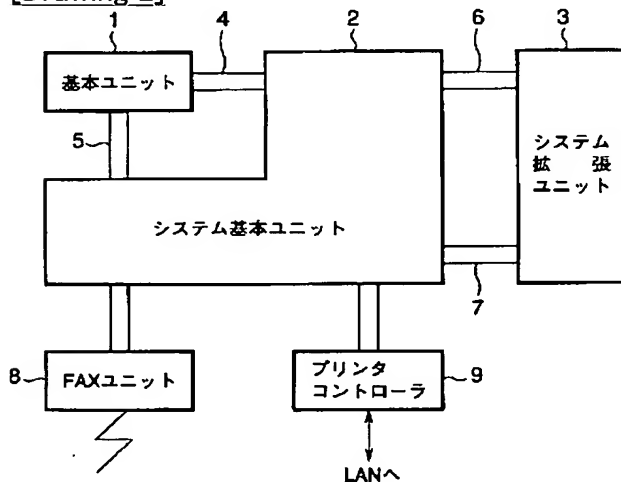 [Drawing 2]
1
4
2
6
3
基本ユニット
5
システム
拡　張
ユニット
システム基本ユニット
7
8
FAXユニット
プリンタ
コントローラ
9
LANへ